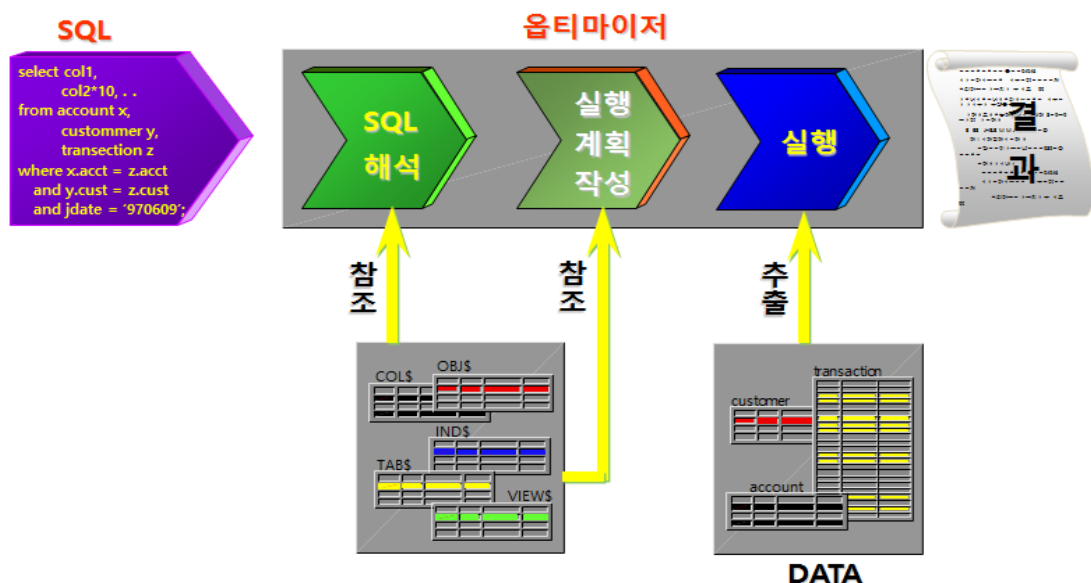 SQL
옵티마이저
select col1,
col2*10, . .
from account x,
custommer y,
transection z
where x.acct = z.acct
and y.cust = z.cust
and jdate = ‘970609’;
SQL
해석
실행
계획
작성
실행
결
과
참
조
참
조
추
출
OBJ$
COL$
IND$
TAB$
VIEW$
transaction
customer
account
DATA